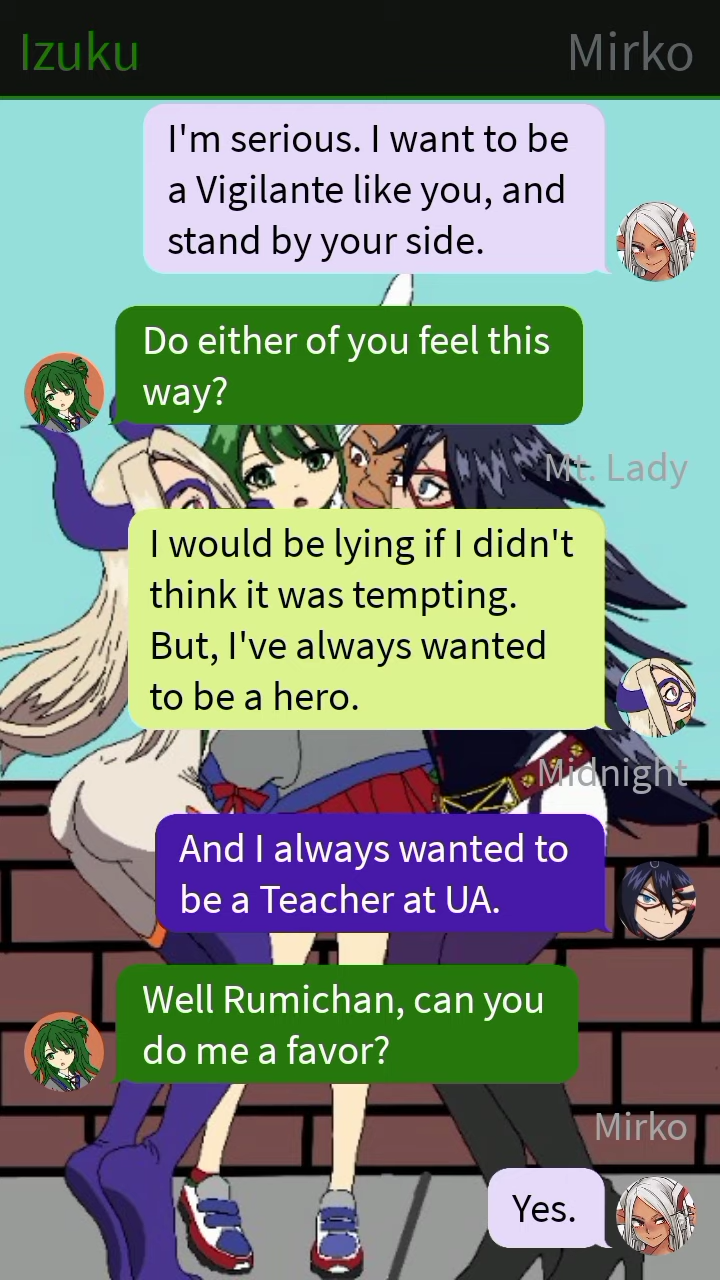 Izuku
Mirko
I'm serious. I want to be
a Vigilante like you, and
stand by your side.
Do either of you feel this
way?
Mt. Lady
I would be lying if I didn't
think it was tempting.
But, I've always wanted
to be a hero.
Midnight
And I always wanted to
be a Teacher at UA.
Well Rumichan, can you
do me a favor?
Mirko
Yes.